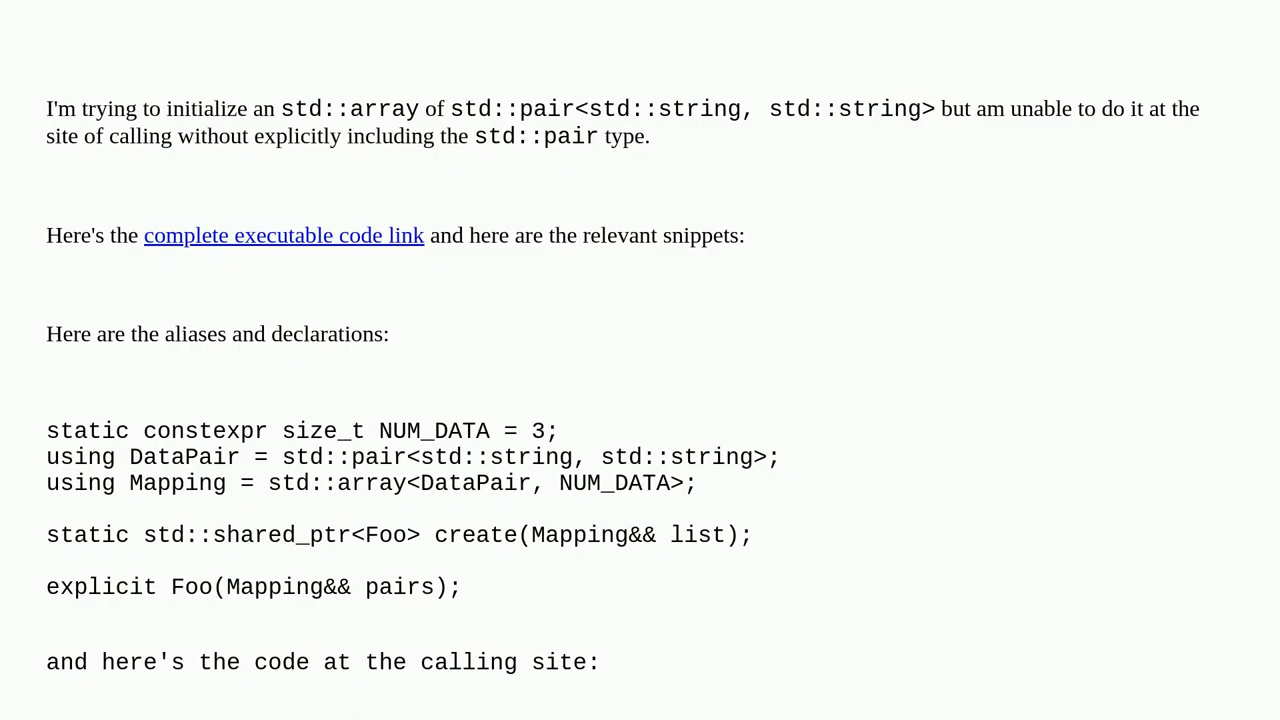 I'm trying to initialize an std::array of std::pair<std::string, std::string> but am unable to do it at the
site of calling without explicitly including the std::pair type.
Here's the complete executable code link and here are the relevant snippets:
Here are the aliases and declarations:
static constexpr size_t NUM_DATA = 3;
using DataPair = std::pair<std::string, std::string>;
using Mapping = std::array<DataPair, NUM_DATA>;
static std::shared_ptr<Foo> create(Mapping&& list);
explicit Foo(Mapping&& pairs);
and here's the code at the calling site: